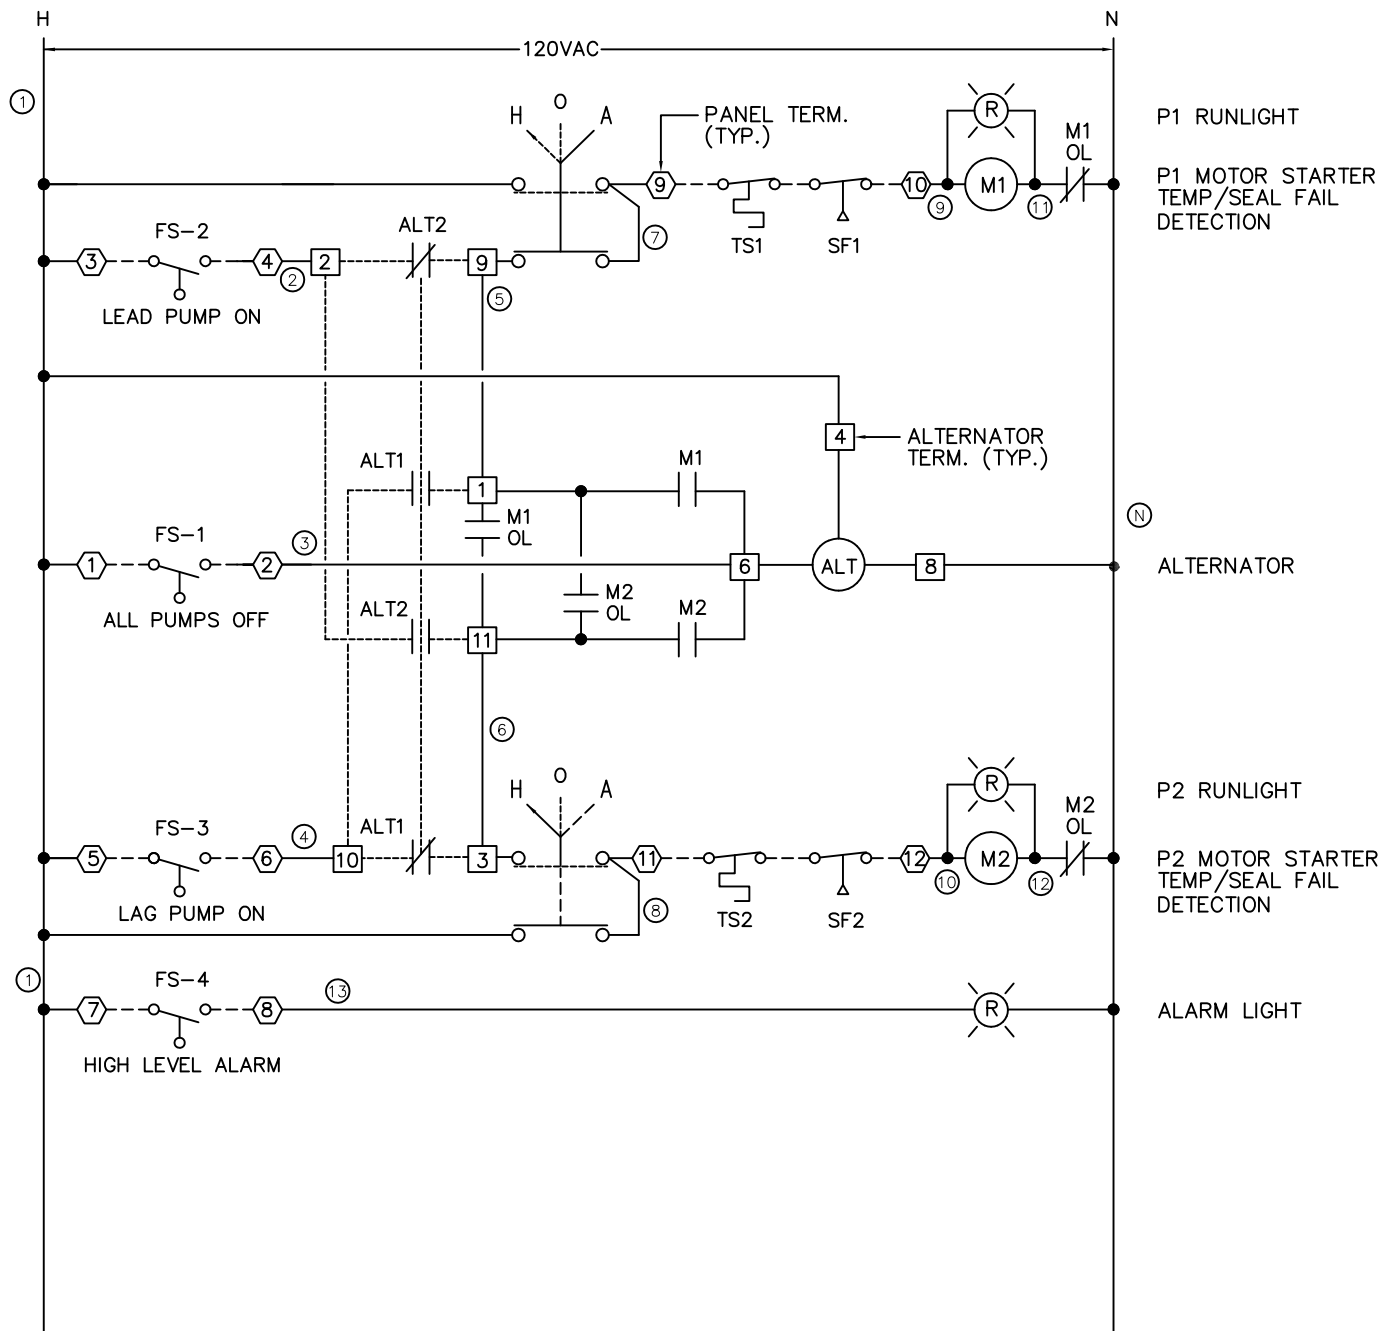 H
N
120VAC
1
H
O
A
PANEL TERM.
(TYP.)
R
P1 RUNLIGHT
M1
OL
9
10
M1
P1 MOTOR STARTER
TEMP/SEAL FAIL
DETECTION
9
11
TS1
SF1
7
FS-2
ALT2
3
4
2
2
9
5
LEAD PUMP ON
4
ALTERNATOR
TERM. (TYP.)
ALT1
M1
1
M1
OL
N
FS-1
3
1
2
6
ALT
8
ALTERNATOR
ALL PUMPS OFF
ALT2
M2
OL
M2
11
6
H
O
A
R
P2 RUNLIGHT
M2
OL
FS-3
4
ALT1
5
6
10
3
11
12
M2
P2 MOTOR STARTER
TEMP/SEAL FAIL
DETECTION
10
12
LAG PUMP ON
8
TS2
SF2
1
FS-4
13
7
8
R
ALARM LIGHT
HIGH LEVEL ALARM